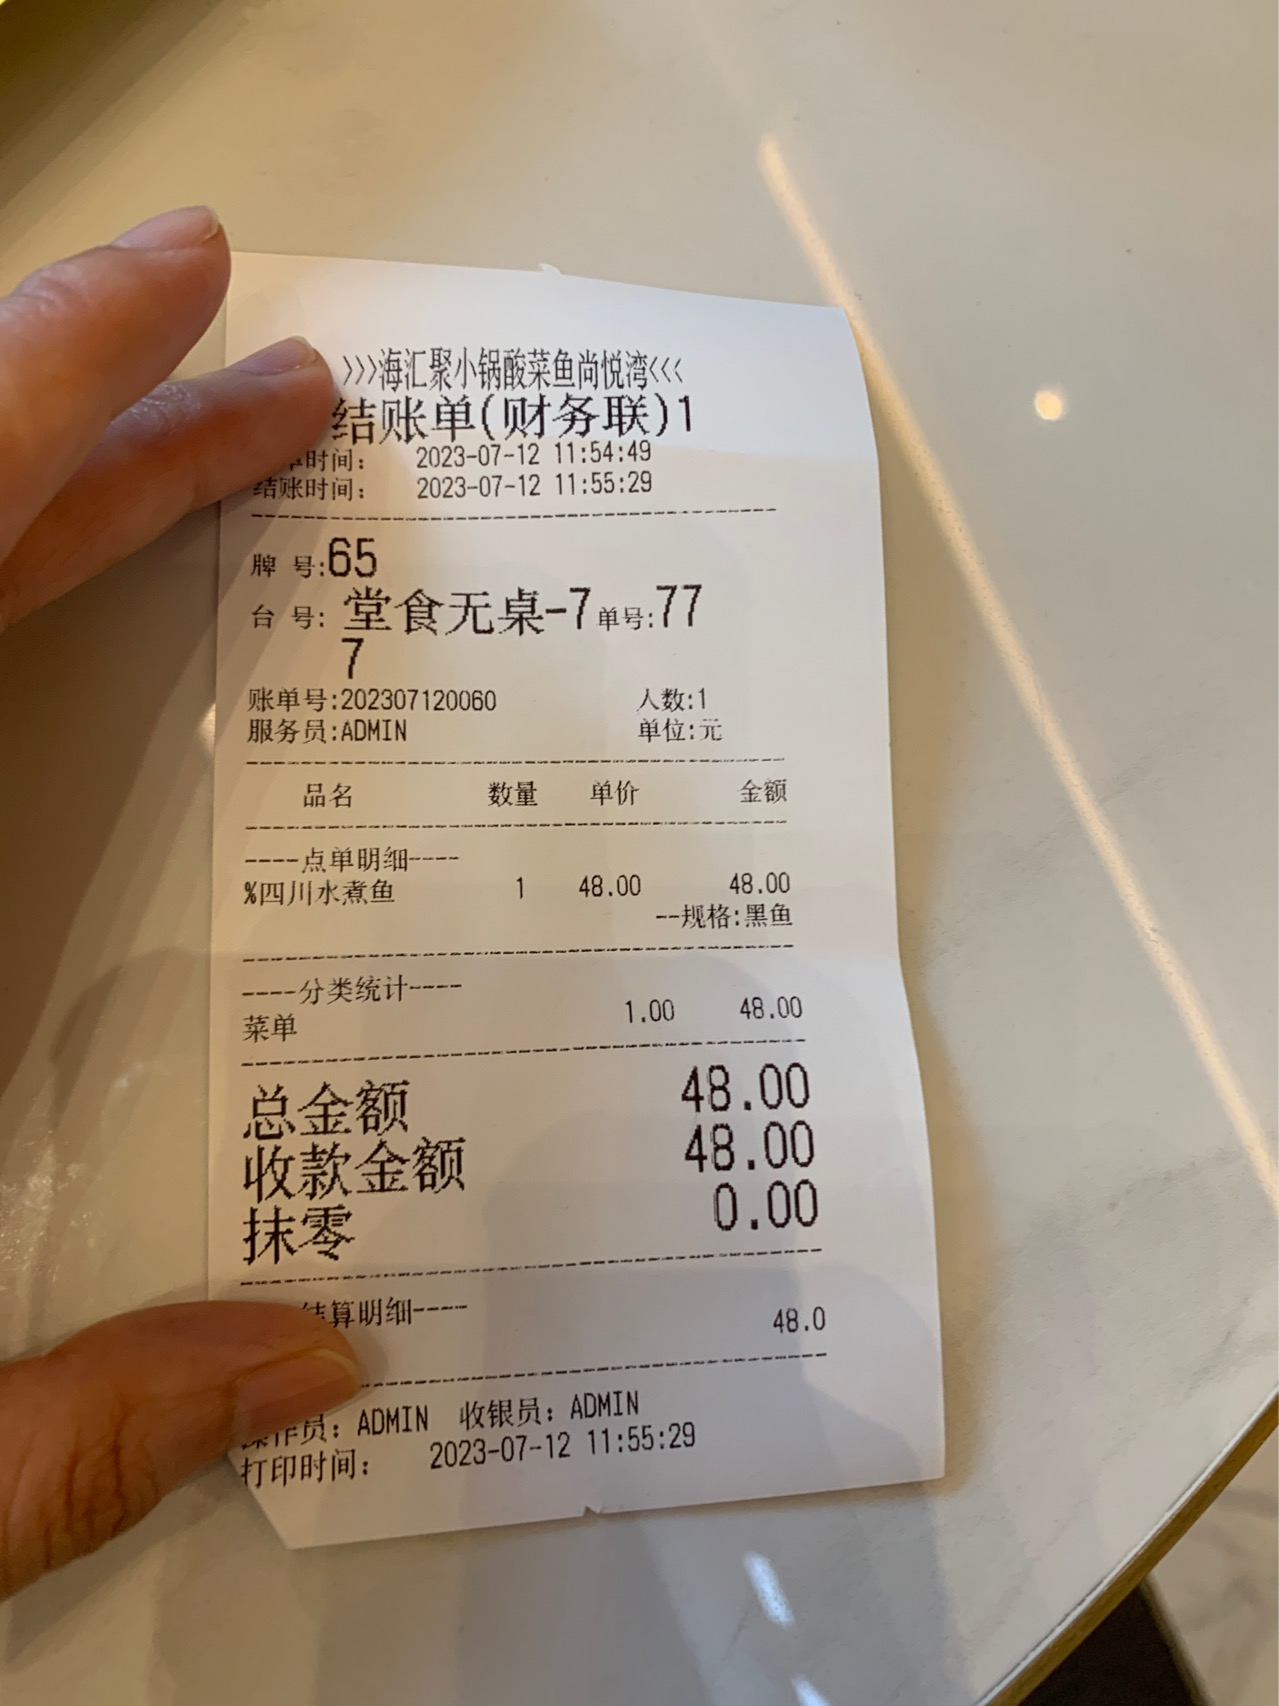 >>>海汇聚小锅酸菜鱼尚悦湾<<<
结账单(财务联)1
单时间: 2023-07-12 11:54:49
结账时间: 2023-07-12 11:55:29
牌 号:65
台 号: 堂食无桌-7 单号:77
7
账单号:202307120060 人数:1
服务员:ADMIN 单位:元
品名 数量 单价 金额
----点单明细----
%四川水煮鱼 1 48.00 48.00
--规格:黑鱼
----分类统计----
菜单 1.00 48.00
总金额 48.00
收款金额 48.00
抹零 0.00
结算明细----
48.0
操作员: ADMIN 收银员: ADMIN
打印时间: 2023-07-12 11:55:29